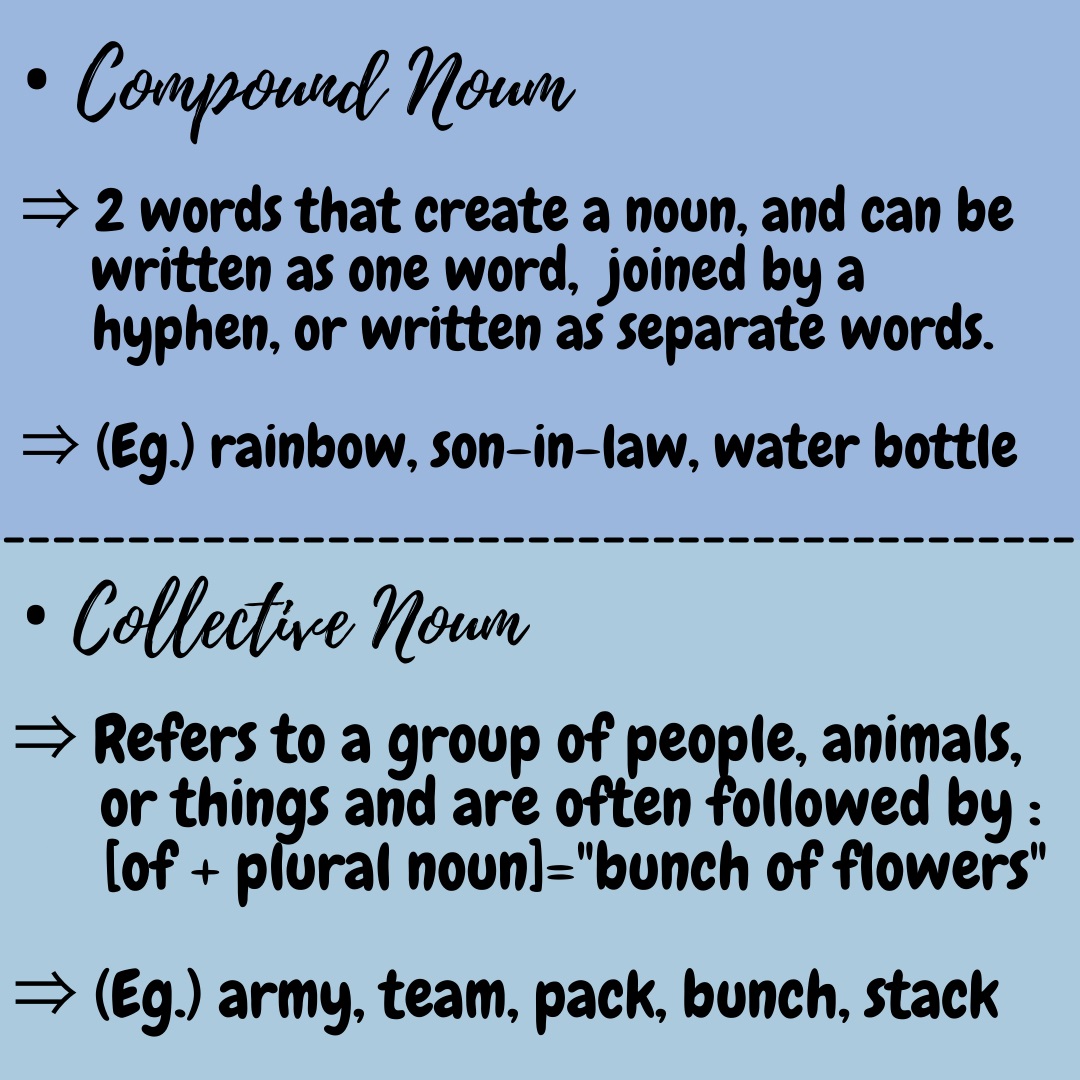 • Compound Noun
⇒ 2 words that create a noun, and can be
written as one word, joined by a
hyphen, or written as separate words.
⇒ (Eg.) rainbow, son-in-law, water bottle
• Collective Noun
⇒ Refers to a group of people, animals,
or things and are often followed by :
[of + plural noun]="bunch of flowers"
⇒ (Eg.) army, team, pack, bunch, stack